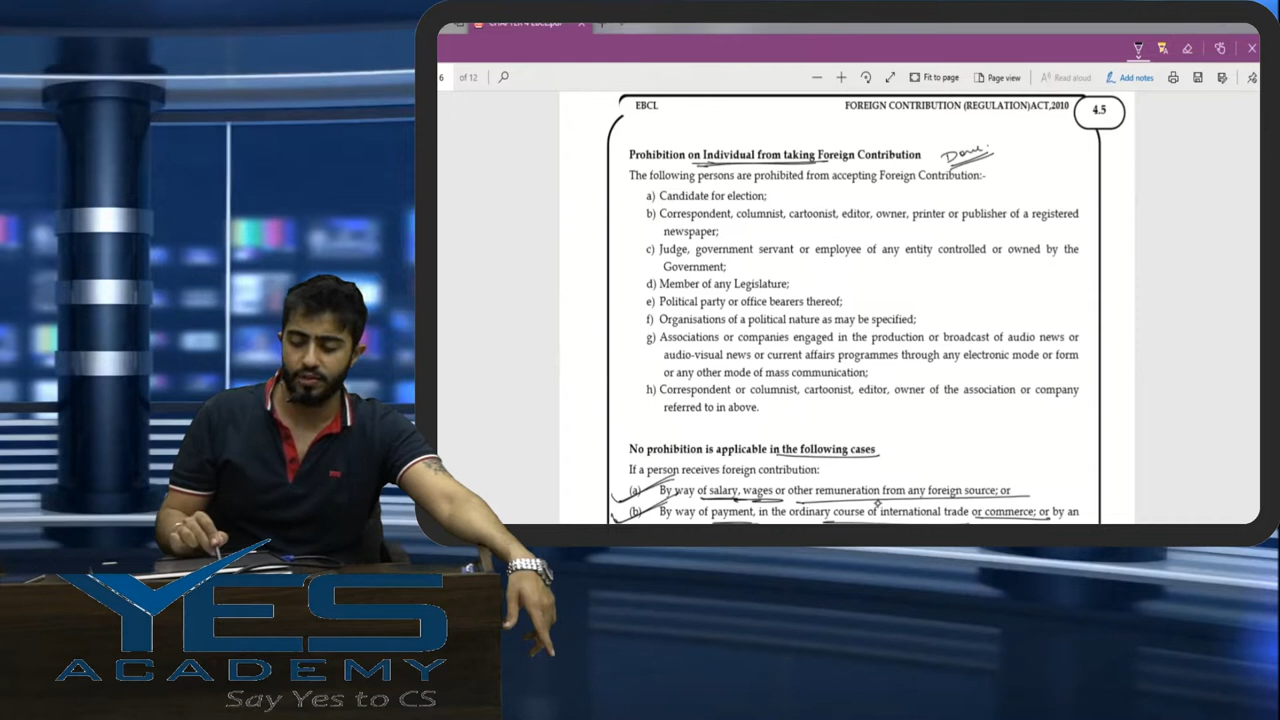 6 of 12
Fit to page
Page view
Read aloud
Add notes
EBCL
FOREIGN CONTRIBUTION (REGULATION)ACT,2010
4.5
Prohibition on Individual from taking Foreign Contribution
Done.
The following persons are prohibited from accepting Foreign Contribution:-
a) Candidate for election;
b) Correspondent, columnist, cartoonist, editor, owner, printer or publisher of a registered
newspaper;
c) Judge, government servant or employee of any entity controlled or owned by the
Government;
d) Member of any Legislature;
e) Political party or office bearers thereof;
f) Organisations of a political nature as may be specified;
g) Associations or companies engaged in the production or broadcast of audio news or
audio-visual news or current affairs programmes through any electronic mode or form
or any other mode of mass communication;
h) Correspondent or columnist, cartoonist, editor, owner of the association or company
referred to in above.
No prohibition is applicable in the following cases
If a person receives foreign contribution:
(a) By way of salary, wages or other remuneration from any foreign source; or
(b) By way of payment, in the ordinary course of international trade or commerce; or by an
YES
ACADEMY
Say Yes to CS